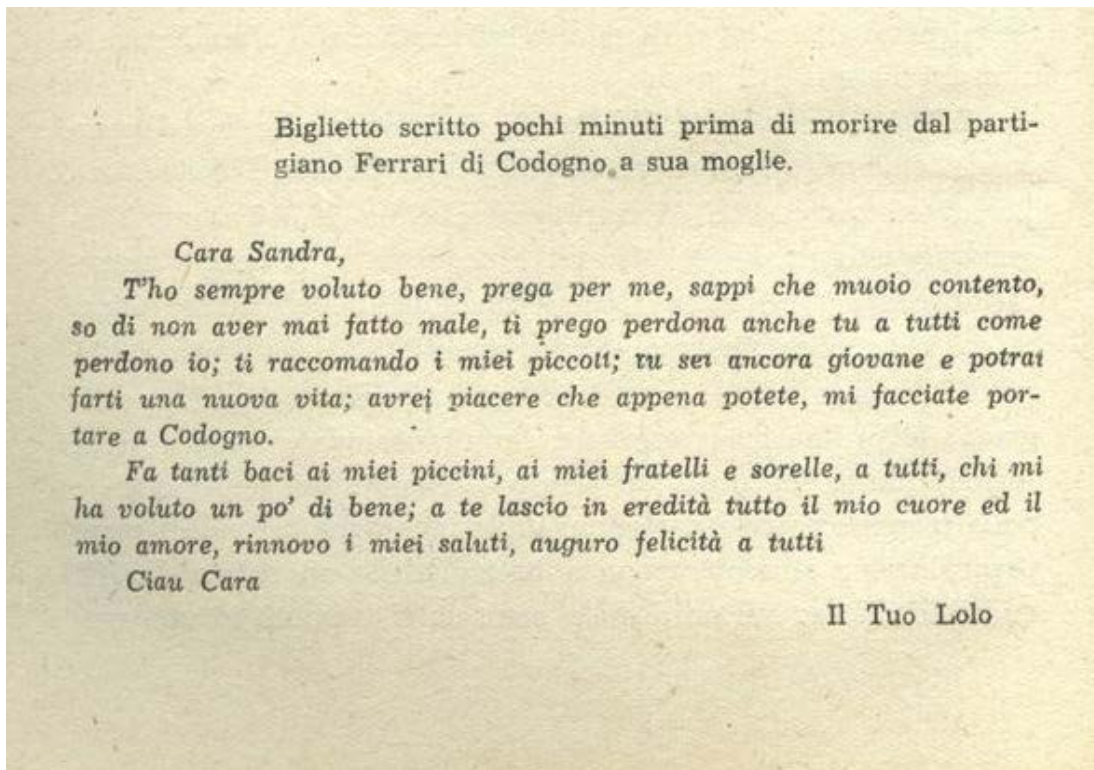 Biglietto scritto pochi minuti prima di morire dal parti-
giano Ferrari di Codogno a sua moglie.
Cara Sandra,
T'ho sempre voluto bene, prega per me, sappi che muoio contento,
so di non aver mai fatto male, ti prego perdona anche tu a tutti come
perdono io; ti raccomando i miei piccoli; tu sei ancora giovane e potrai
farti una nuova vita; avrei piacere che appena potete, mi facciate por-
tare a Codogno.
Fa tanti baci ai miei piccini, ai miei fratelli e sorelle, a tutti, chi mi
ha voluto un po' di bene; a te lascio in eredità tutto il mio cuore ed il
mio amore, rinnovo i miei saluti, auguro felicità a tutti
Ciau Cara
Il Tuo Lolo